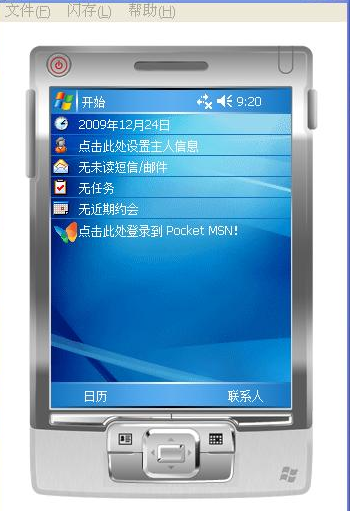 文件(F) 闪存(L) 帮助(H)
开始 9:20
2009年12月24日
点击此处设置主人信息
无未读短信/邮件
无任务
无近期约会
点击此处登录到 Pocket MSN!
日历 联系人